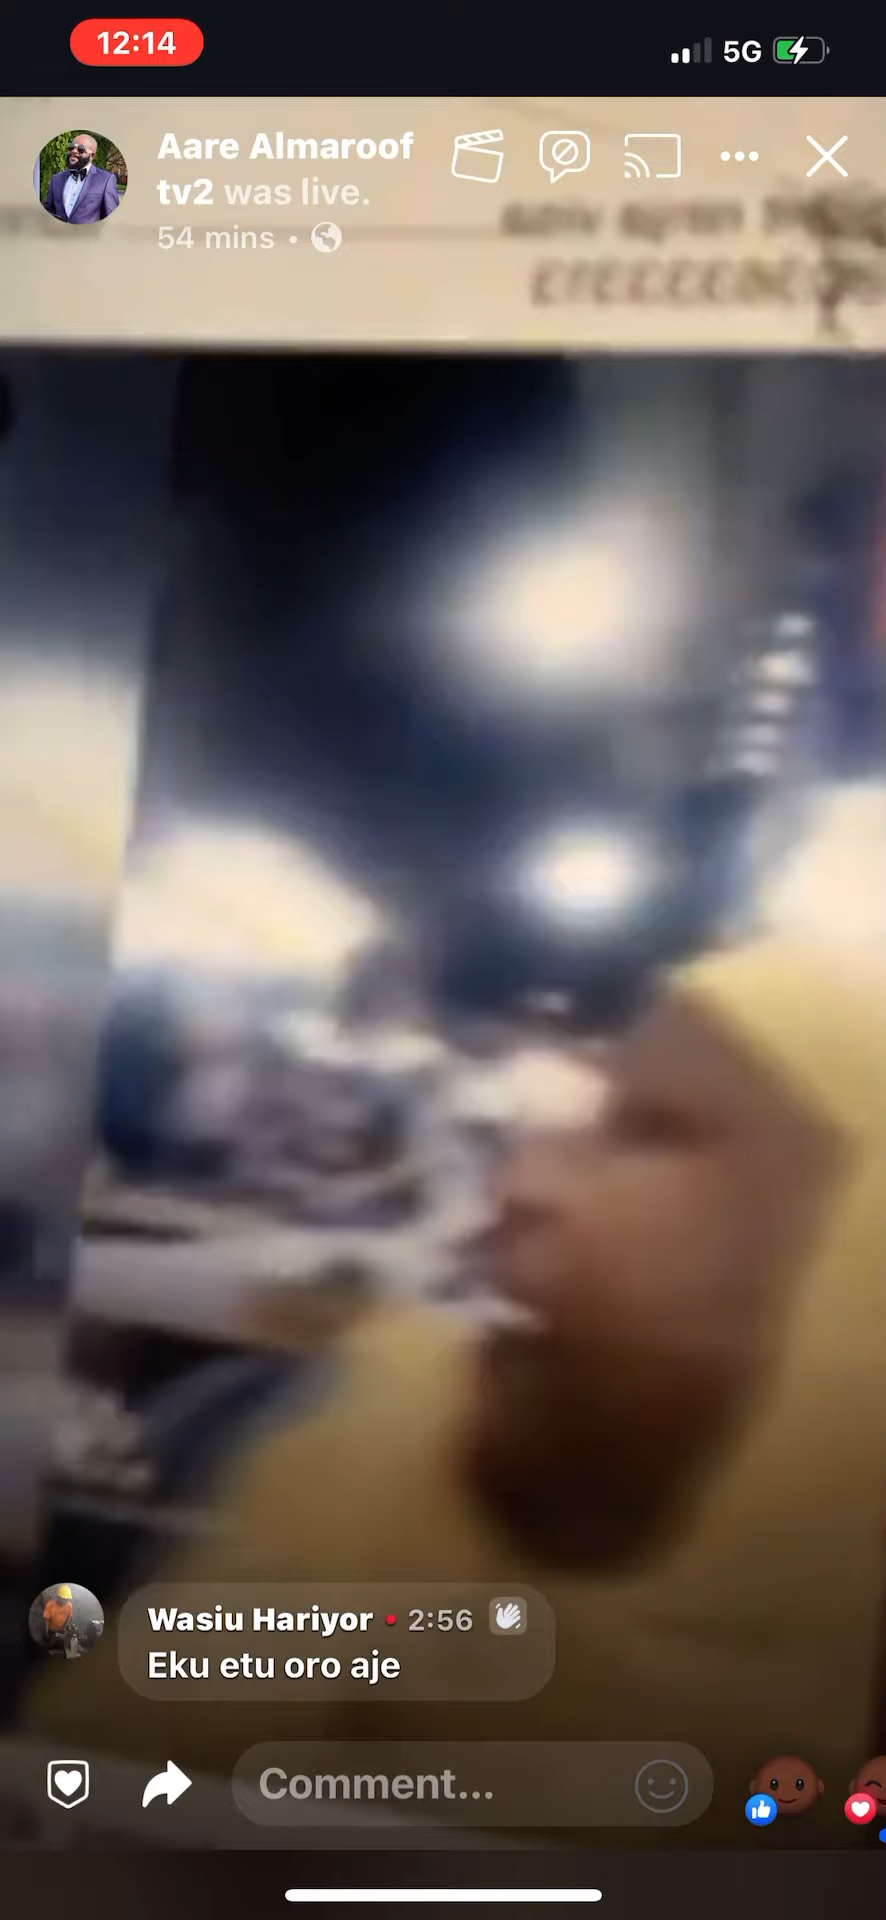 12:14
5G
Aare Almaroof
tv2 was live.
54 mins •
Wasiu Hariyor • 2:56
Eku etu oro aje
Comment...